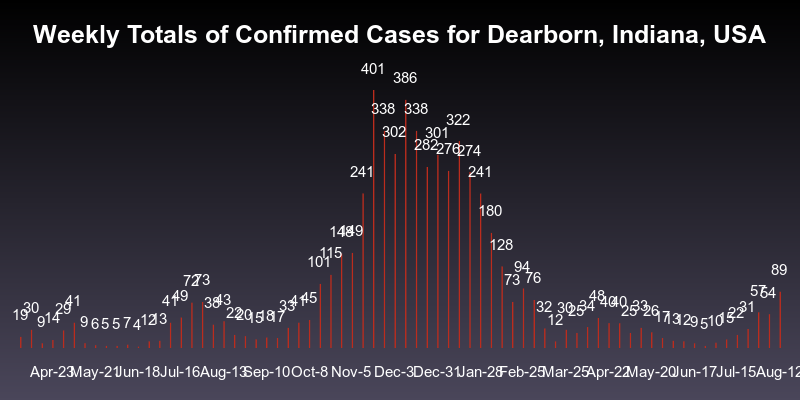 Weekly Totals of Confirmed Cases for Dearborn, Indiana, USA
19 30 9 14 29 41 9 6 5 5 7 4 12 13 41 49 72 73 38 43 22 20 15 18 17 33 41 45 101 115 148 149 241 401 338 302 386 338 282 301 276 322 274 241 180 128 73 94 76 32 12 30 25 34 48 40 40 25 33 26 17 13 12 9 5 10 15 22 31 57 54 89
Apr-23 May-21 Jun-18 Jul-16 Aug-13 Sep-10 Oct-8 Nov-5 Dec-3 Dec-31 Jan-28 Feb-25 Mar-25 Apr-22 May-20 Jun-17 Jul-15 Aug-12